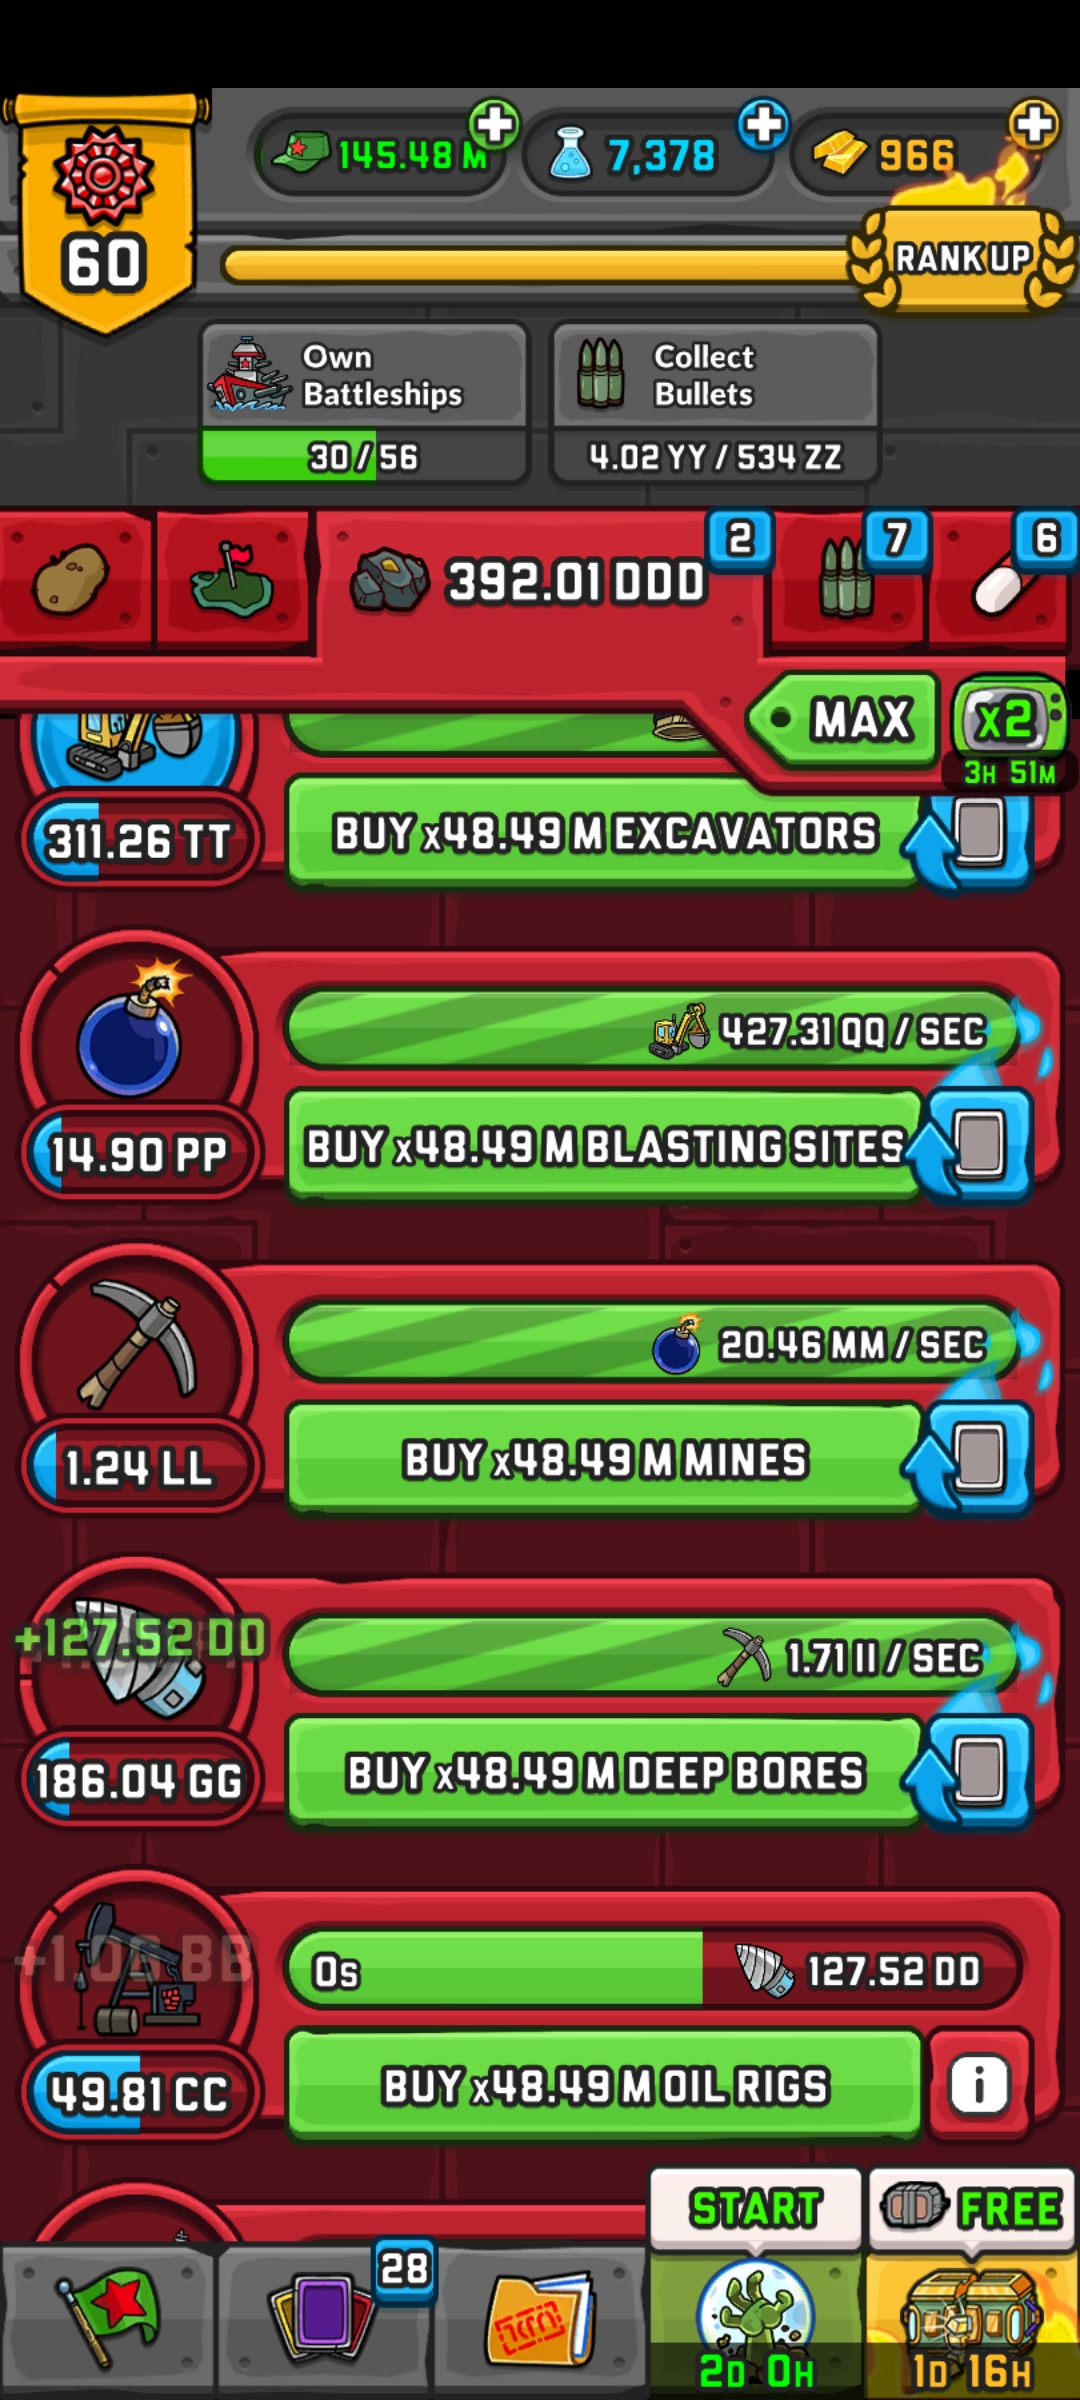 145.48 M
7,378
966
60
RANK UP
Own
Battleships
30 / 56
Collect
Bullets
4.02 YY / 534 ZZ
392.01 DDD
2
7
6
MAX
x2
3H 51M
311.26 TT
BUY x48.49 M EXCAVATORS
427.31 QQ / SEC
14.90 PP
BUY x48.49 M BLASTING SITES
20.46 MM / SEC
1.24 LL
BUY x48.49 M MINES
+127.52 DD
1.71 II / SEC
186.04 GG
BUY x48.49 M DEEP BORES
+1.06 BB
0s
127.52 DD
49.81 CC
BUY x48.49 M OIL RIGS
i
START
FREE
28
2D 0H
1D 16H